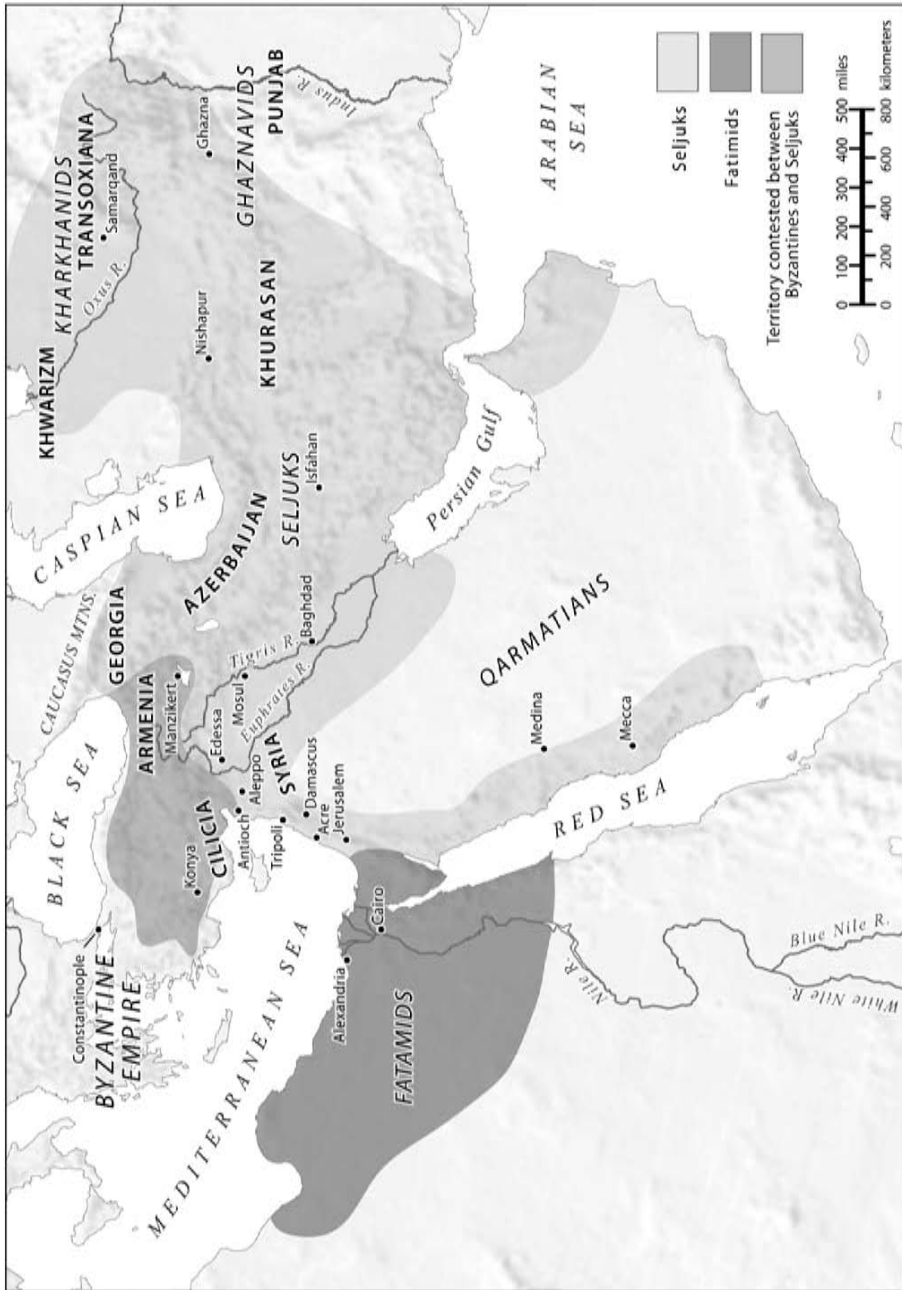 BLACK SEA
CAUCASUS MTNS.
CASPIAN SEA
KHWARIZM
KHARKHANIDS
TRANSOXIANA
Samarqand
Oxus R.
Constantinople
BYZANTINE
EMPIRE
Konya
CILICIA
ARMENIA
Manzikert
GEORGIA
AZERBAIJAN
Nishapur
Ghazna
GHAZNAVIDS
PUNJAB
Indus R.
KHURASAN
SELJUKS
Isfahan
Tigris R.
Mosul
Edessa
Euphrates R.
Baghdad
Antioch
Aleppo
SYRIA
Tripoli
Damascus
Acre
Jerusalem
MEDITERRANEAN SEA
Alexandria
Cairo
FATAMIDS
Persian Gulf
QARMATIANS
Medina
Mecca
RED SEA
Nile R.
Blue Nile R.
White Nile R.
ARABIAN
SEA
Seljuks
Fatimids
Territory contested between
Byzantines and Seljuks
0 100 200 300 400 500 miles
0 200 400 600 800 kilometers